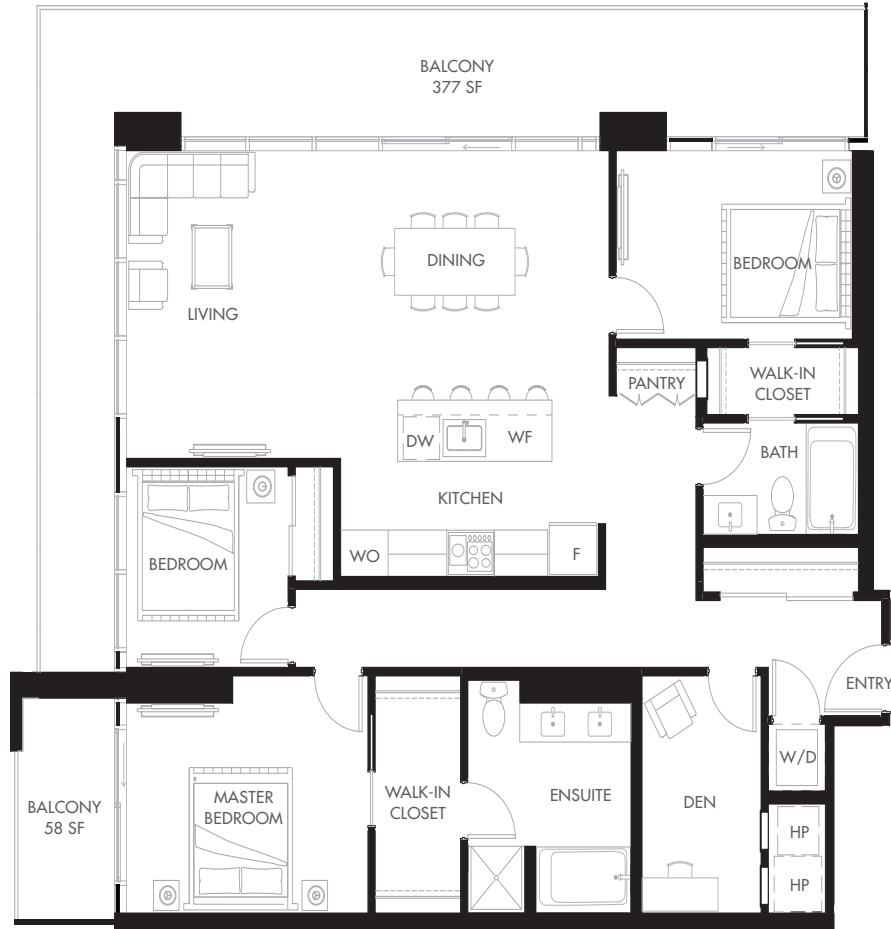 BALCONY
377 SF
DINING
BEDROOM
LIVING
PANTRY
WALK-IN
CLOSET
DW
WF
BATH
KITCHEN
WO
F
BEDROOM
ENTRY
W/D
BALCONY
58 SF
MASTER
BEDROOM
WALK-IN
CLOSET
ENSUITE
DEN
HP
HP